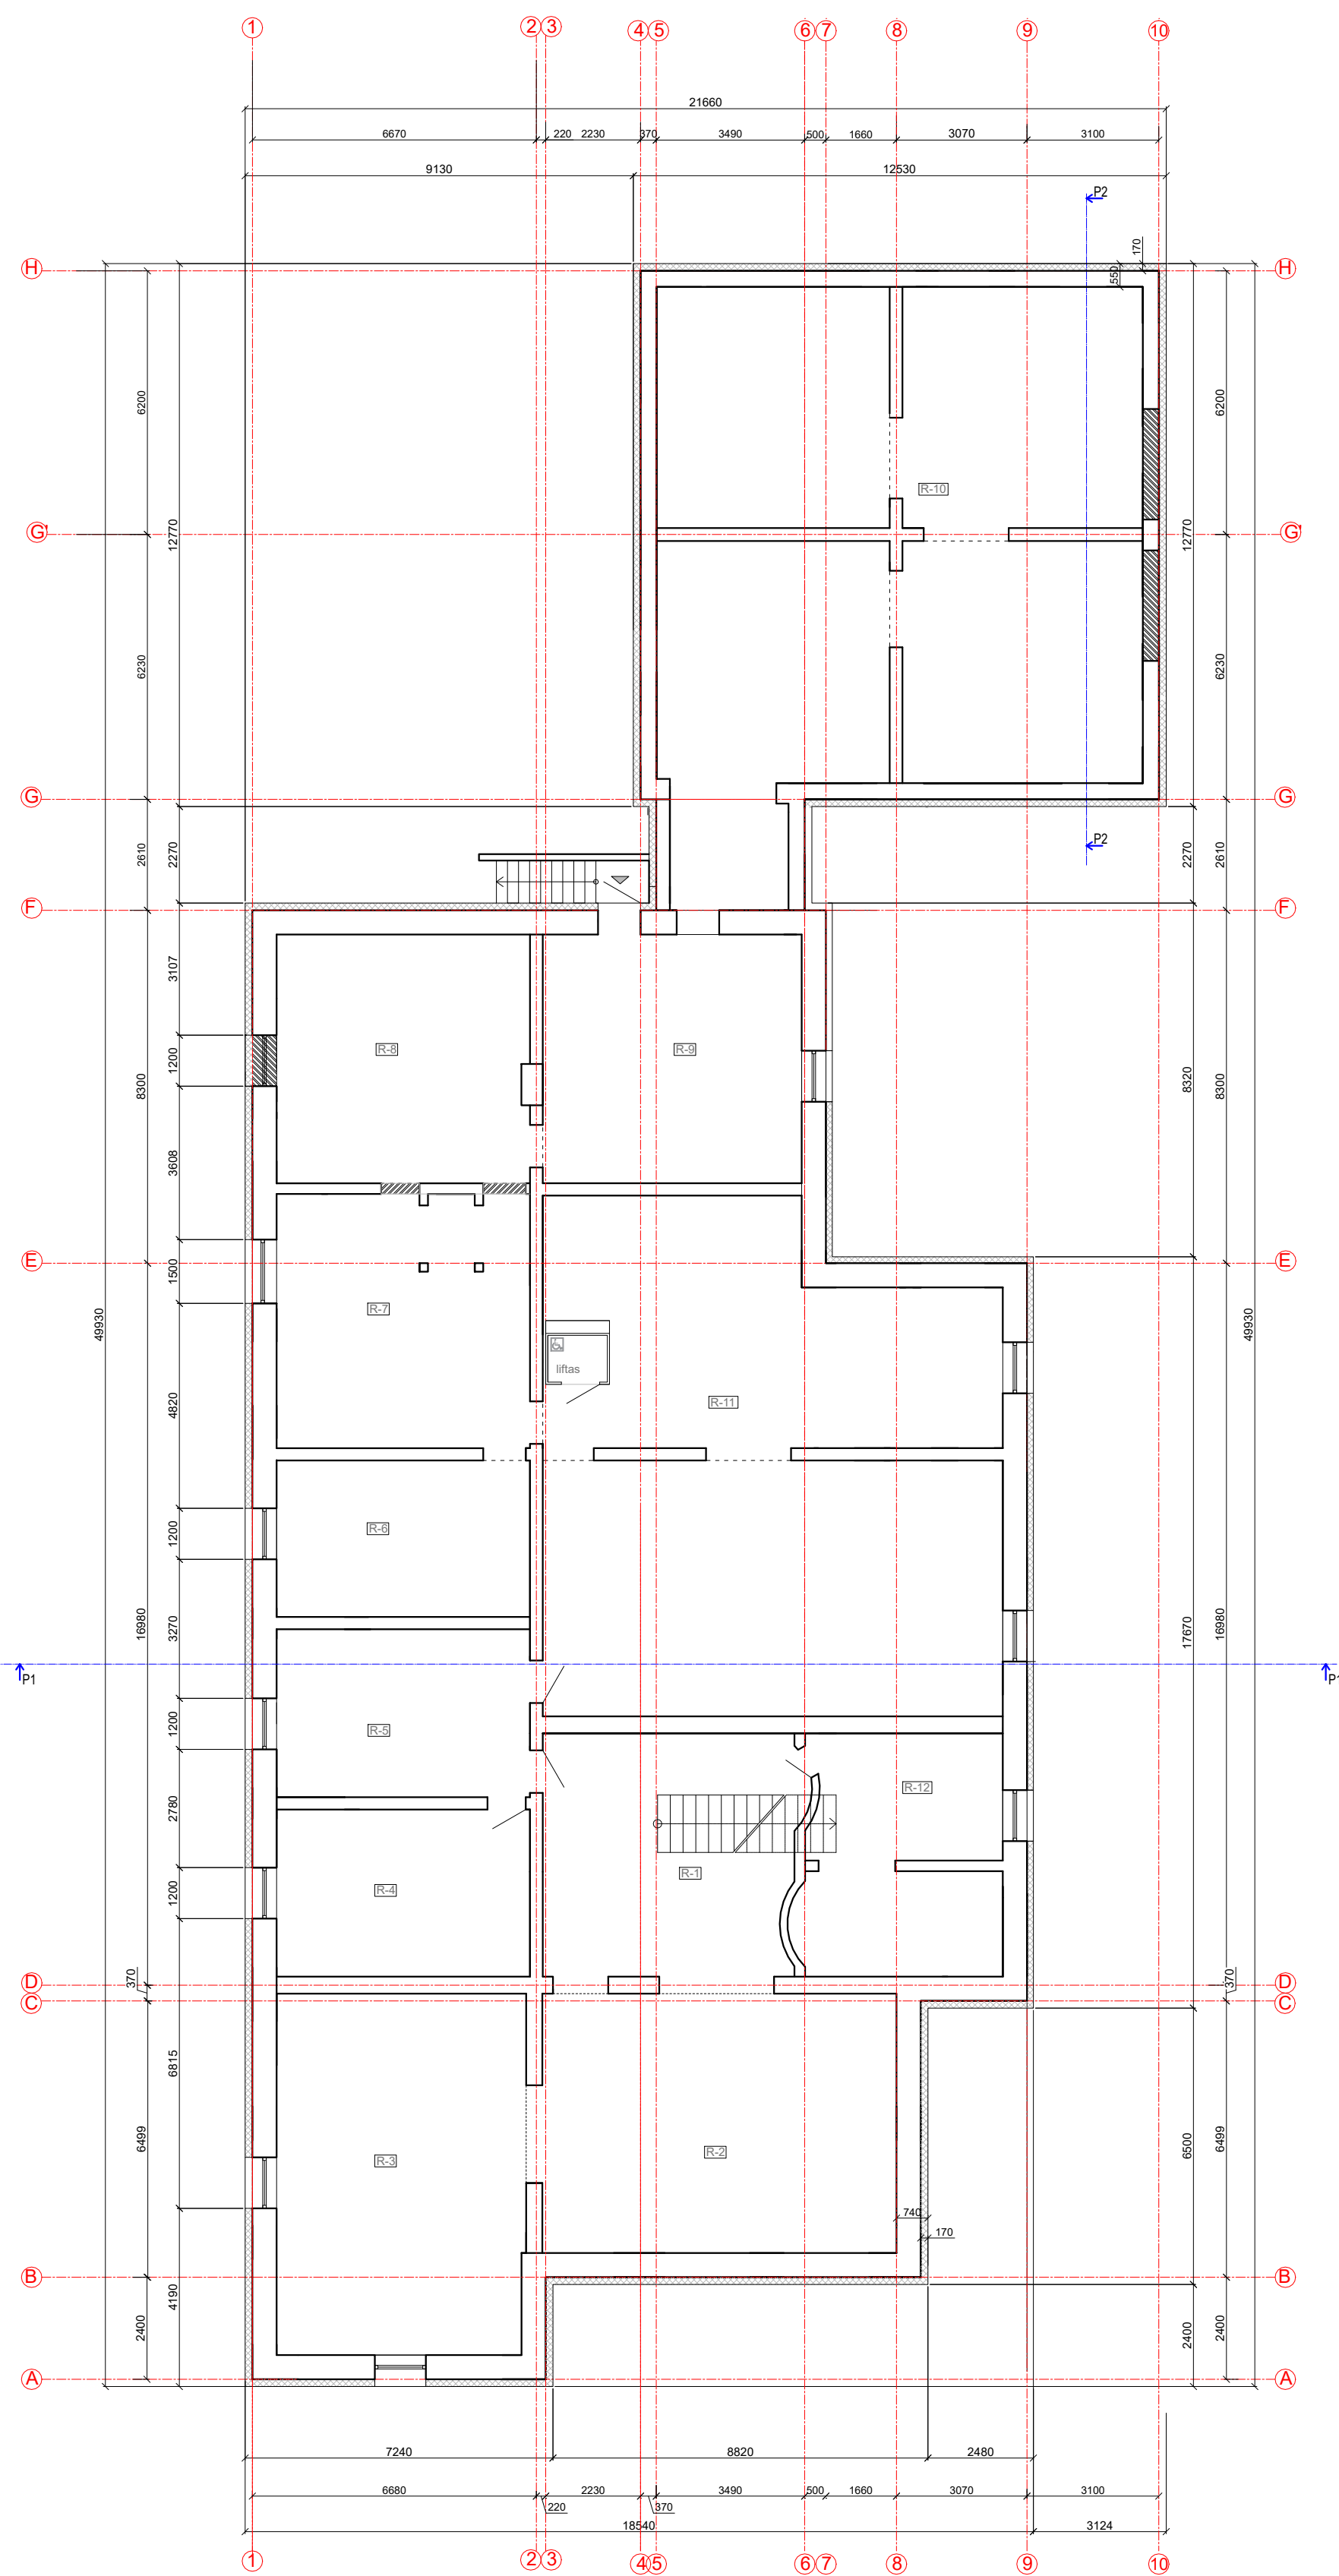 1 2 3 4 5 6 7 8 9 10
21660
6670 220 2230 370 3490 500 1660 3070 3100
9130 12530
P2
170
550
H H
6200 6200
R-10
12770 12770
G' G'
6230 6230
G G
P2
2610 2270 2270 2610
F F
3107
R-8 R-9
1200
8300 8320 8300
3608
E E
1500
R-7
49930 49930
liftas
4820
R-11
1200
R-6
16980 3270 17670 16980
P1 P1
1200
R-5
R-12
2780
R-1
1200
R-4
370 370
D D
C C
6815
6499 6500 6499
R-3 R-2
740
170
B B
4190
2400 2400 2400
A A
7240 8820 2480
6680 2230 3490 500 1660 3070 3100
220 370
18540 3124
1 2 3 4 5 6 7 8 9 10